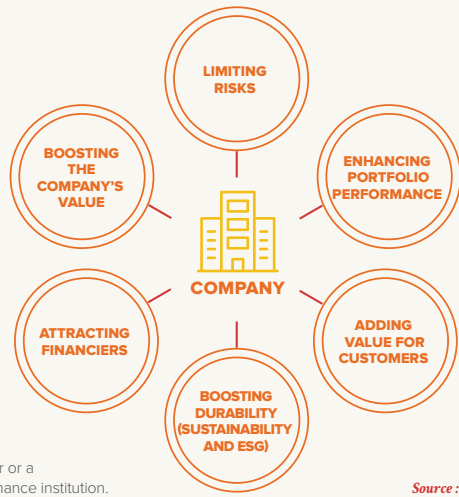 LIMITING
RISKS
BOOSTING
THE
COMPANY'S
VALUE
ENHANCING
PORTFOLIO
PERFORMANCE
COMPANY
ATTRACTING
FINANCIERS
ADDING
VALUE FOR
CUSTOMERS
BOOSTING
DURABILITY
(SUSTAINABILITY
AND ESG)
or a
institution.
Source :